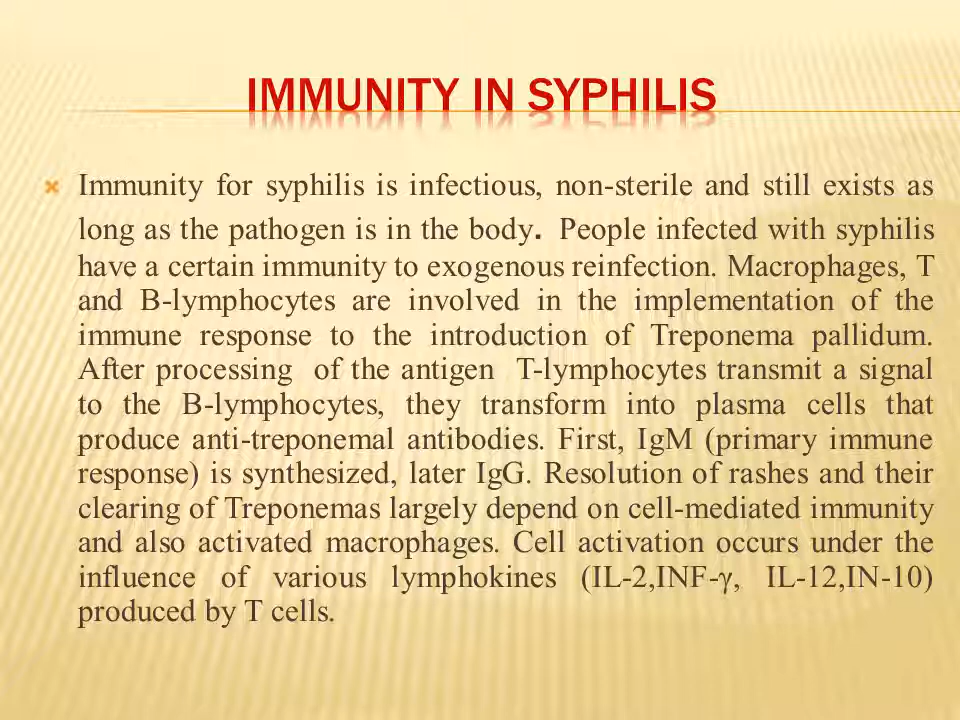 IMMUNITY IN SYPHILIS
Immunity for syphilis is infectious, non-sterile and still exists as
long as the pathogen is in the body. People infected with syphilis
have a certain immunity to exogenous reinfection. Macrophages, T
and B-lymphocytes are involved in the implementation of the
immune response to the introduction of Treponema pallidum.
After processing of the antigen T-lymphocytes transmit a signal
to the B-lymphocytes, they transform into plasma cells that
produce anti-treponemal antibodies. First, IgM (primary immune
response) is synthesized, later IgG. Resolution of rashes and their
clearing of Treponemas largely depend on cell-mediated immunity
and also activated macrophages. Cell activation occurs under the
influence of various lymphokines (IL-2,INF-γ, IL-12,IN-10)
produced by T cells.